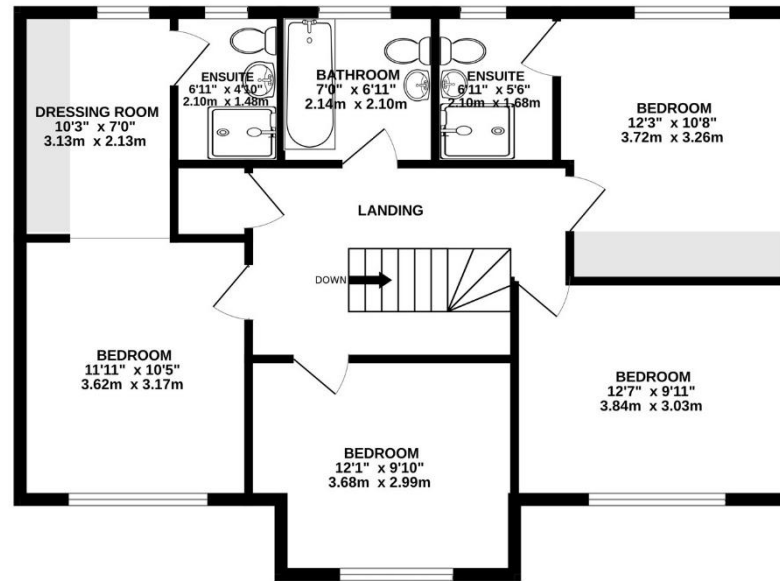 DRESSING ROOM
10'3" x 7'0"
3.13m x 2.13m
ENSUITE
6'11" x 4'10"
2.10m x 1.48m
BATHROOM
7'0" x 6'11"
2.14m x 2.10m
ENSUITE
6'11" x 5'6"
2.10m x 1.68m
BEDROOM
12'3" x 10'8"
3.72m x 3.26m
LANDING
DOWN
BEDROOM
11'11" x 10'5"
3.62m x 3.17m
BEDROOM
12'1" x 9'10"
3.68m x 2.99m
BEDROOM
12'7" x 9'11"
3.84m x 3.03m